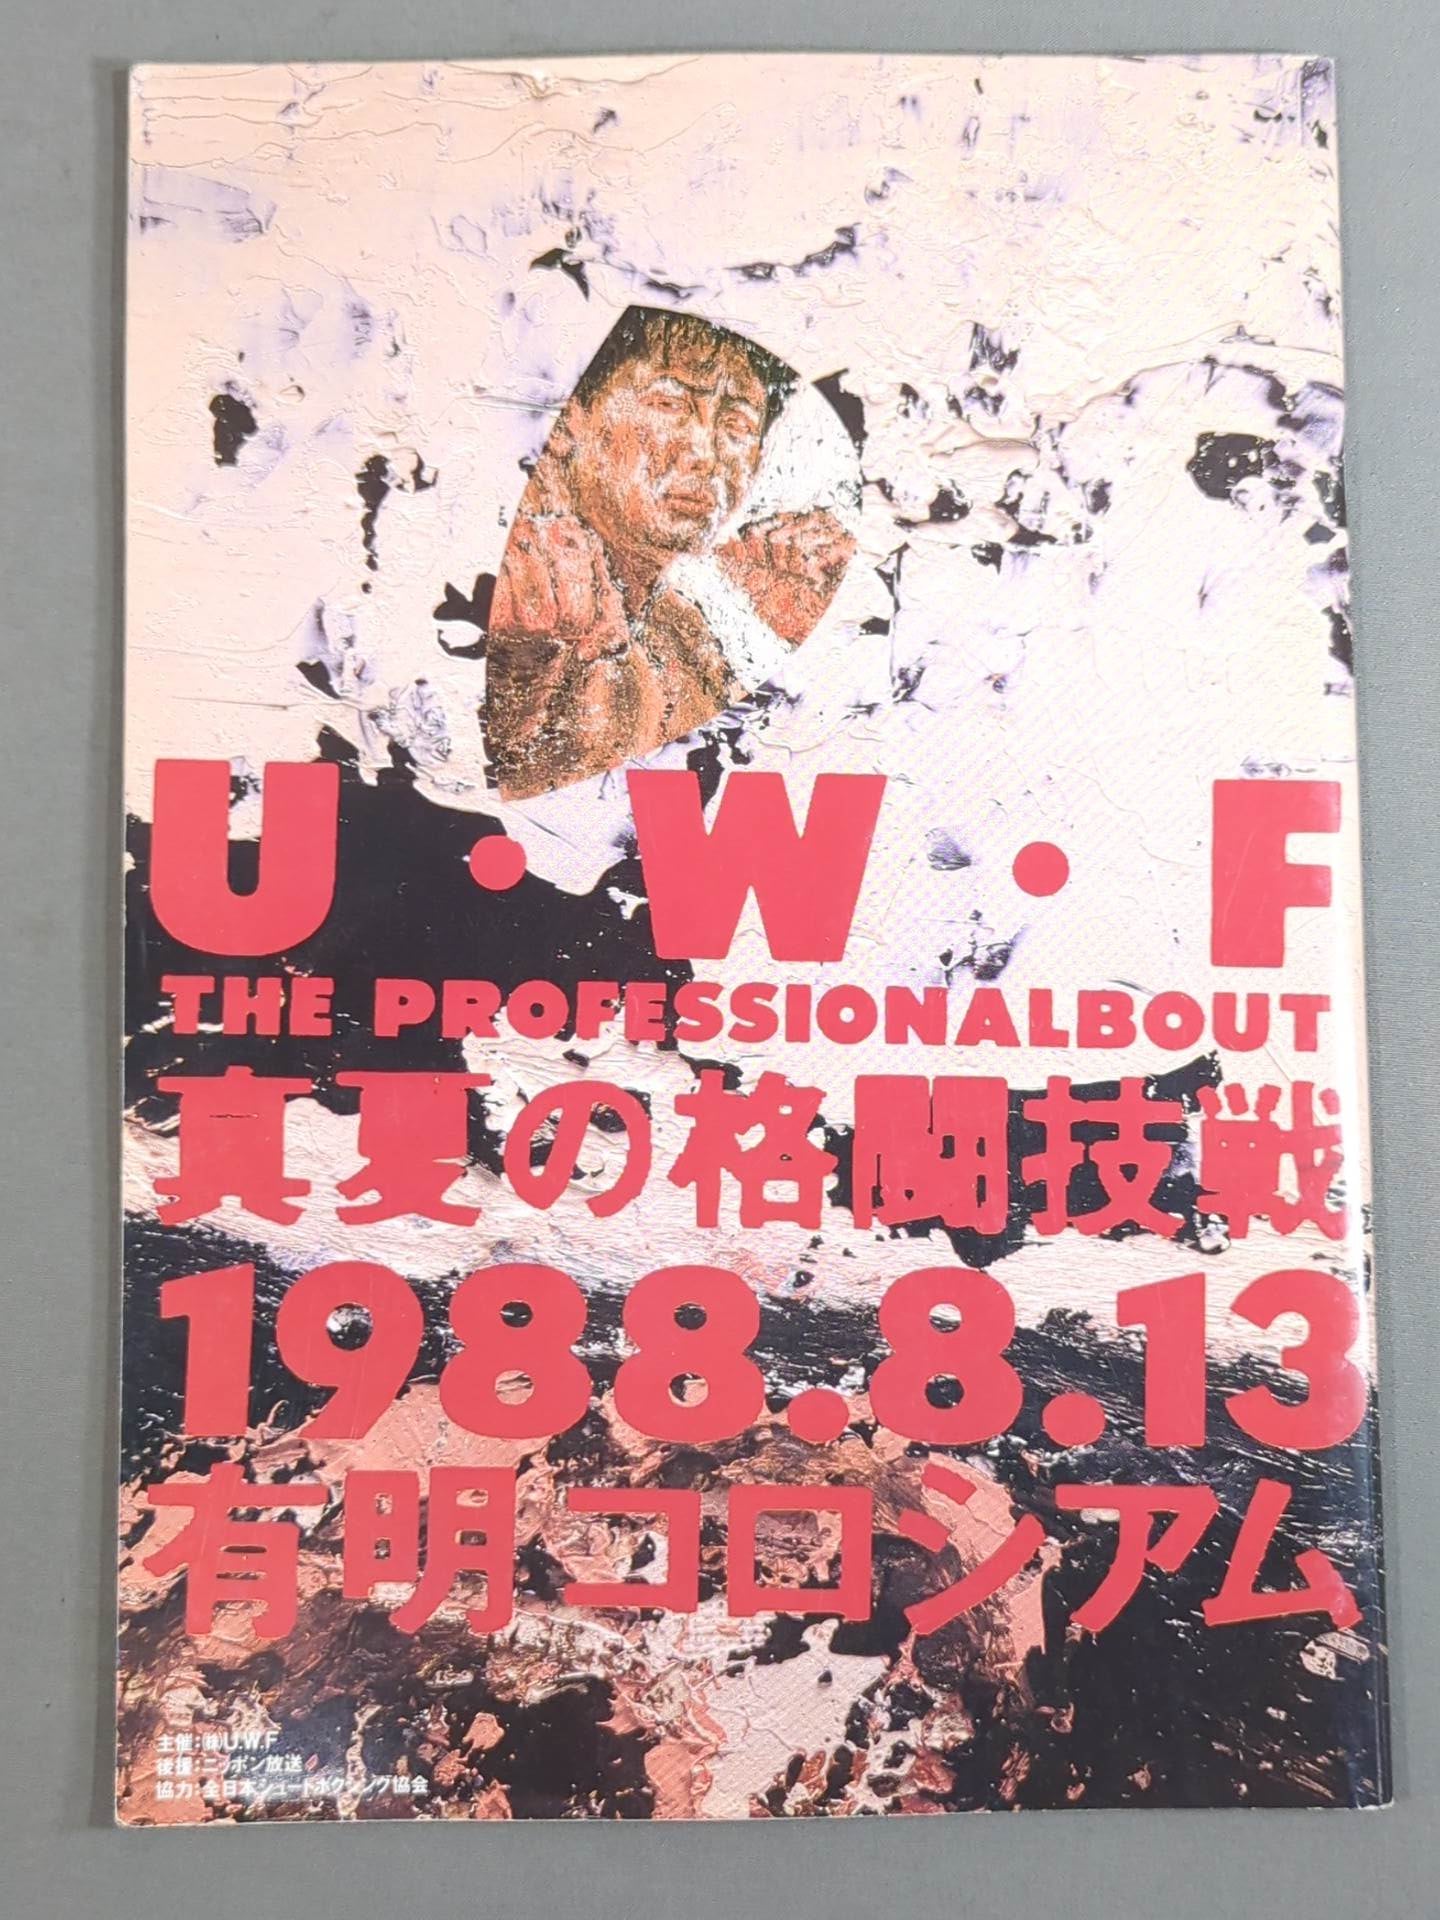 U・W・F
THE PROFESSIONALBOUT
真夏の格闘技戦
1988.8.13
有明コロシアム
主催:㈱U.W.F
後援:ニッポン放送
協力:全日本シュートボクシング協会